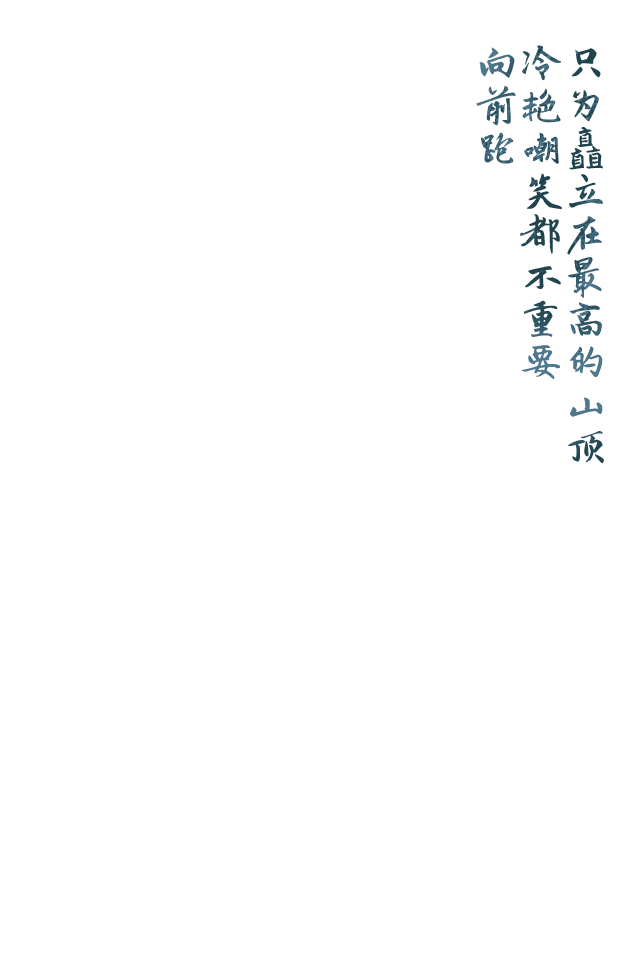 只为矗立在最高的山顶
冷艳嘲笑都不重要
向前跑